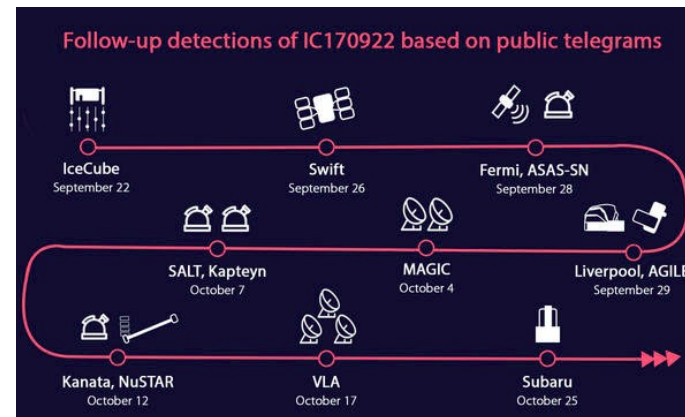 Follow-up detections of IC170922 based on public telegrams
IceCube
September 22
Swift
September 26
Fermi, ASAS-SN
September 28
Liverpool, AGILE
September 29
MAGIC
October 4
SALT, Kapteyn
October 7
Kanata, NuSTAR
October 12
VLA
October 17
Subaru
October 25